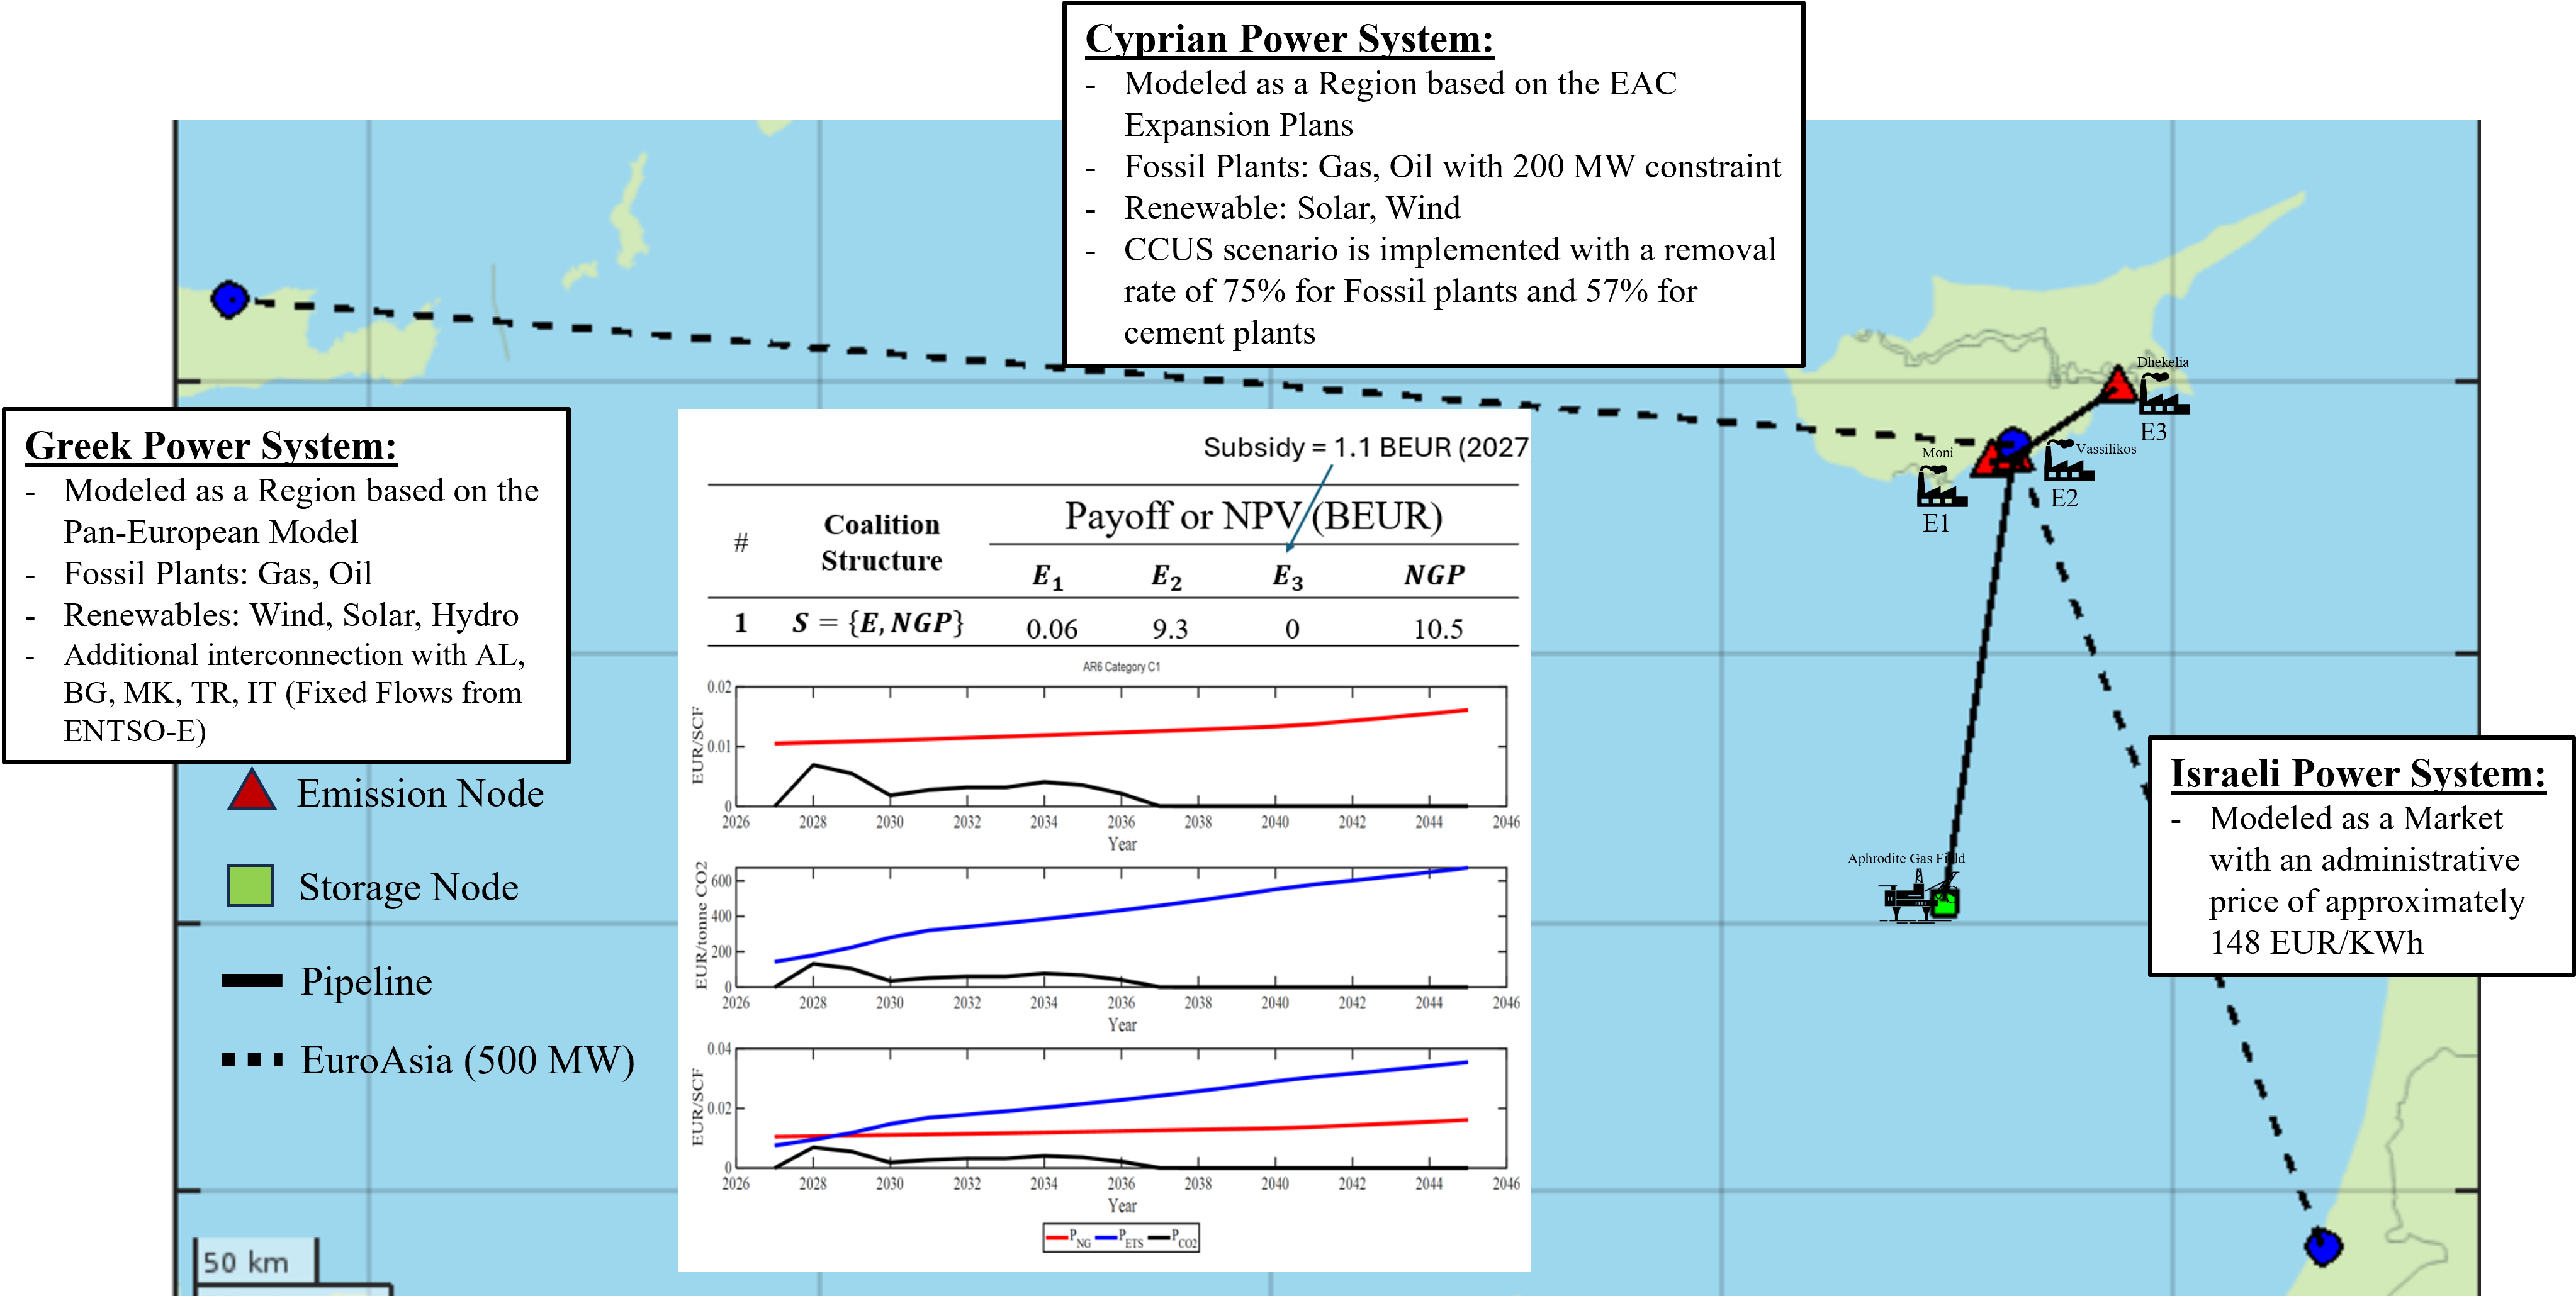 Cyprian Power System:
- Modeled as a Region based on the EAC
Expansion Plans
- Fossil Plants: Gas, Oil with 200 MW constraint
- Renewable: Solar, Wind
- CCUS scenario is implemented with a removal
rate of 75% for Fossil plants and 57% for
cement plants
Greek Power System:
- Modeled as a Region based on the
Pan-European Model
- Fossil Plants: Gas, Oil
- Renewables: Wind, Solar, Hydro
- Additional interconnection with AL,
BG, MK, TR, IT (Fixed Flows from
ENTSO-E)
Emission Node
Storage Node
Pipeline
EuroAsia (500 MW)
50 km
Subsidy = 1.1 BEUR (2027
# Coalition Structure Payoff or NPV (BEUR)
E1 E2 E3 NGP
1 S = {E, NGP} 0.06 9.3 0 10.5
AR6 Category C1
EUR/SCF
0.02
0.01
0
2026 2028 2030 2032 2034 2036 2038 2040 2042 2044 2046
Year
EUR/tonne CO2
600
400
200
0
2026 2028 2030 2032 2034 2036 2038 2040 2042 2044 2046
Year
EUR/SCF
0.04
0.02
0
2026 2028 2030 2032 2034 2036 2038 2040 2042 2044 2046
Year
PNG PETS PCO2
Dhekelia
E3
Vassilikos
E2
Moni
E1
Aphrodite Gas Field
Israeli Power System:
- Modeled as a Market
with an administrative
price of approximately
148 EUR/KWh